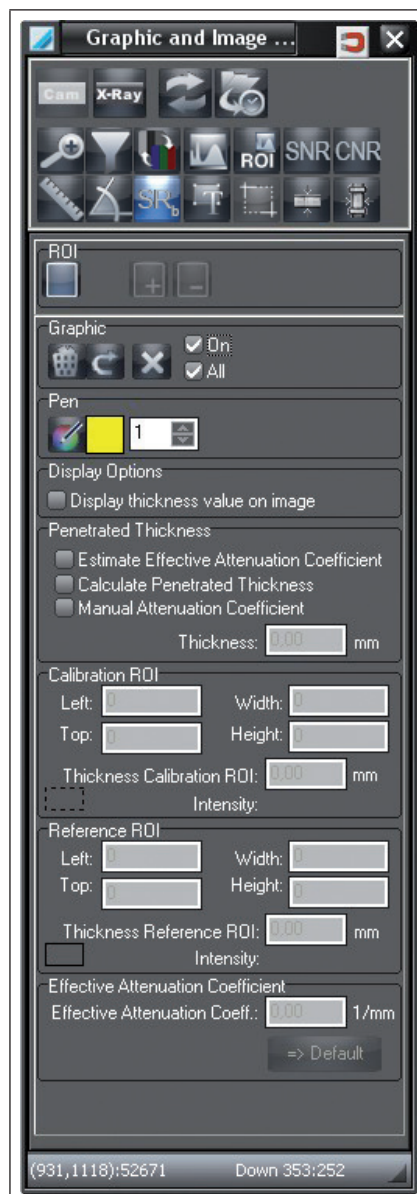 Graphic and Image ...
Cam X-Ray
ROI SNR CNR
SR b T
ROI
Graphic
On
All
Pen
1
Display Options
Display thickness value on image
Penetrated Thickness
Estimate Effective Attenuation Coefficient
Calculate Penetrated Thickness
Manual Attenuation Coefficient
Thickness: 0,00 mm
Calibration ROI
Left: 0 Width: 0
Top: 0 Height: 0
Thickness Calibration ROI: 0,00 mm
Intensity:
Reference ROI
Left: 0 Width: 0
Top: 0 Height: 0
Thickness Reference ROI: 0,00 mm
Intensity:
Effective Attenuation Coefficient
Effective Attenuation Coeff.: 0,00 1/mm
=> Default
(931,1118):52671 Down 353:252